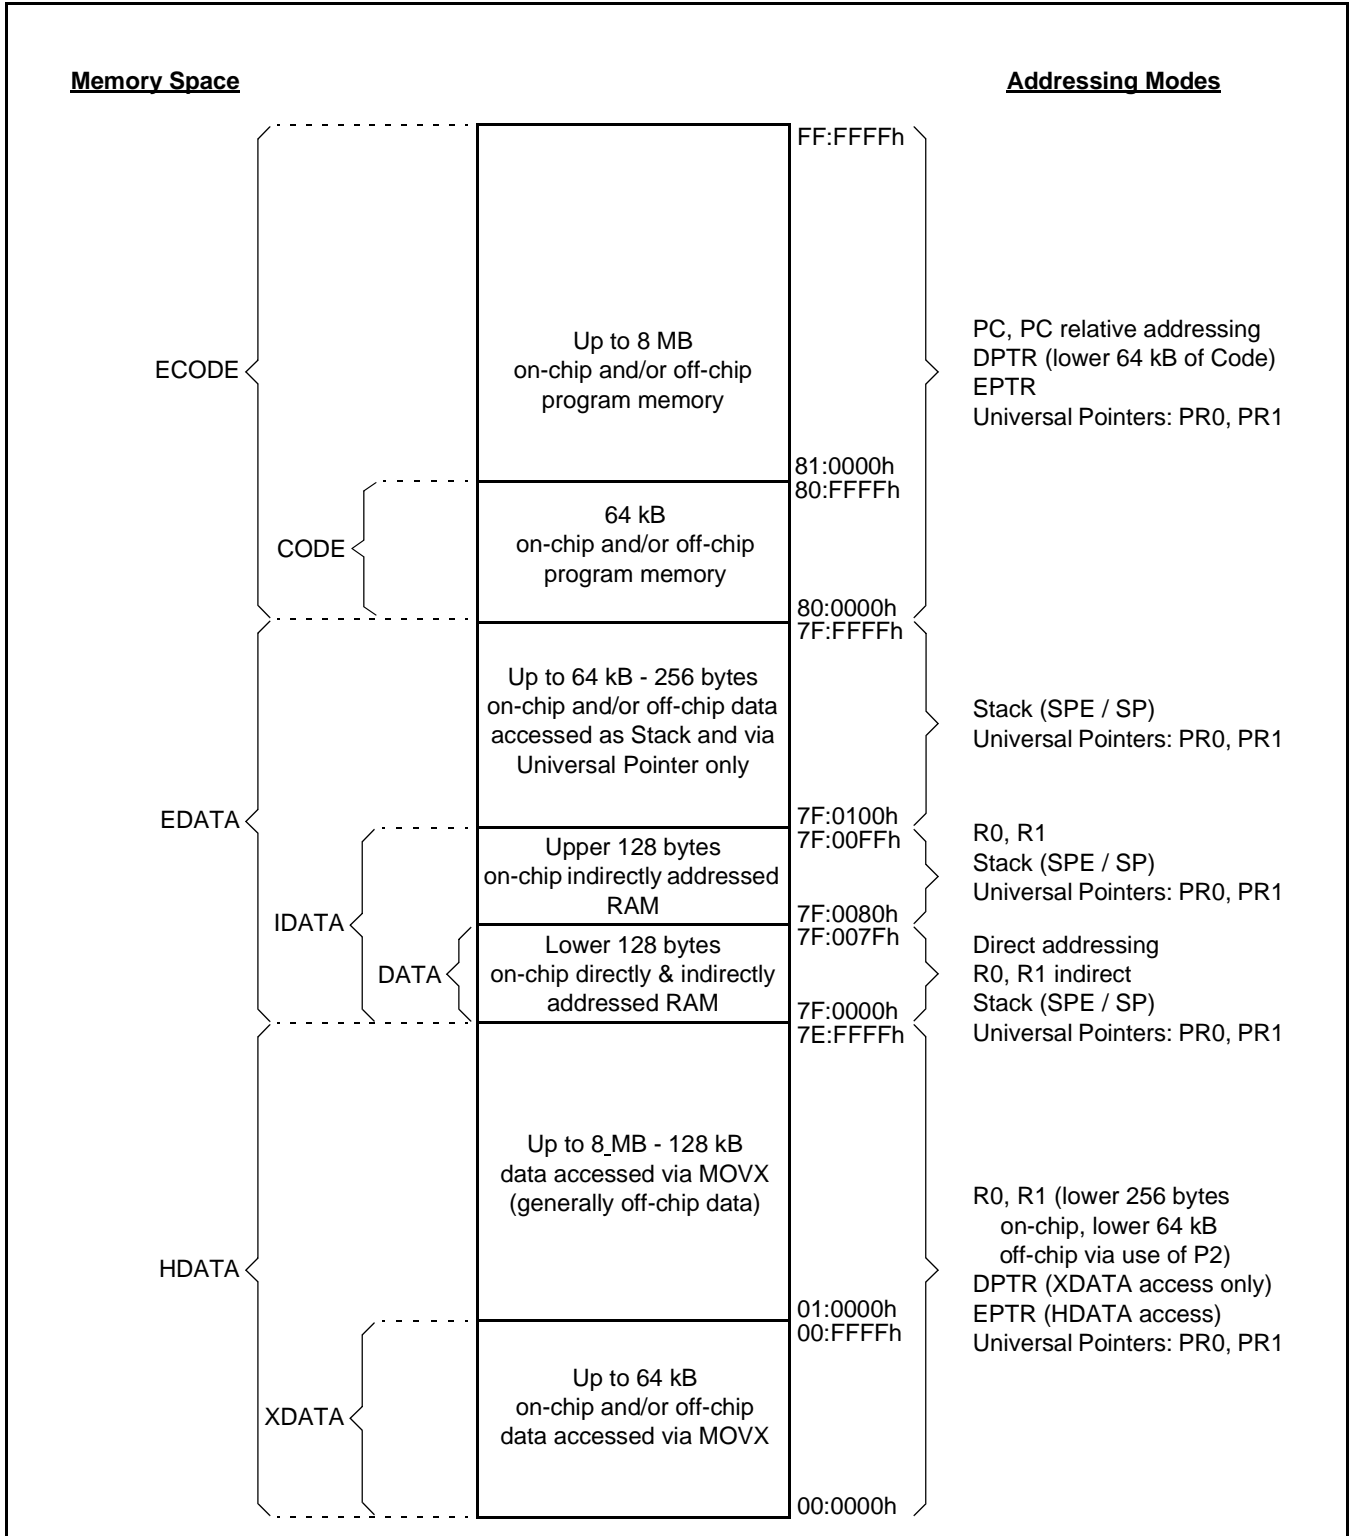 Memory Space
Addressing Modes
FF:FFFFh
Up to 8 MB
on-chip and/or off-chip
program memory
ECODE
PC, PC relative addressing
DPTR (lower 64 kB of Code)
EPTR
Universal Pointers: PR0, PR1
81:0000h
80:FFFFh
CODE
64 kB
on-chip and/or off-chip
program memory
80:0000h
7F:FFFFh
EDATA
Up to 64 kB - 256 bytes
on-chip and/or off-chip data
accessed as Stack and via
Universal Pointer only
Stack (SPE / SP)
Universal Pointers: PR0, PR1
7F:0100h
7F:00FFh
IDATA
Upper 128 bytes
on-chip indirectly addressed
RAM
R0, R1
Stack (SPE / SP)
Universal Pointers: PR0, PR1
7F:0080h
7F:007Fh
DATA
Lower 128 bytes
on-chip directly & indirectly
addressed RAM
Direct addressing
R0, R1 indirect
Stack (SPE / SP)
Universal Pointers: PR0, PR1
7F:0000h
7E:FFFFh
HDATA
Up to 8 MB - 128 kB
data accessed via MOVX
(generally off-chip data)
R0, R1 (lower 256 bytes
on-chip, lower 64 kB
off-chip via use of P2)
DPTR (XDATA access only)
EPTR (HDATA access)
Universal Pointers: PR0, PR1
01:0000h
00:FFFFh
XDATA
Up to 64 kB
on-chip and/or off-chip
data accessed via MOVX
00:0000h